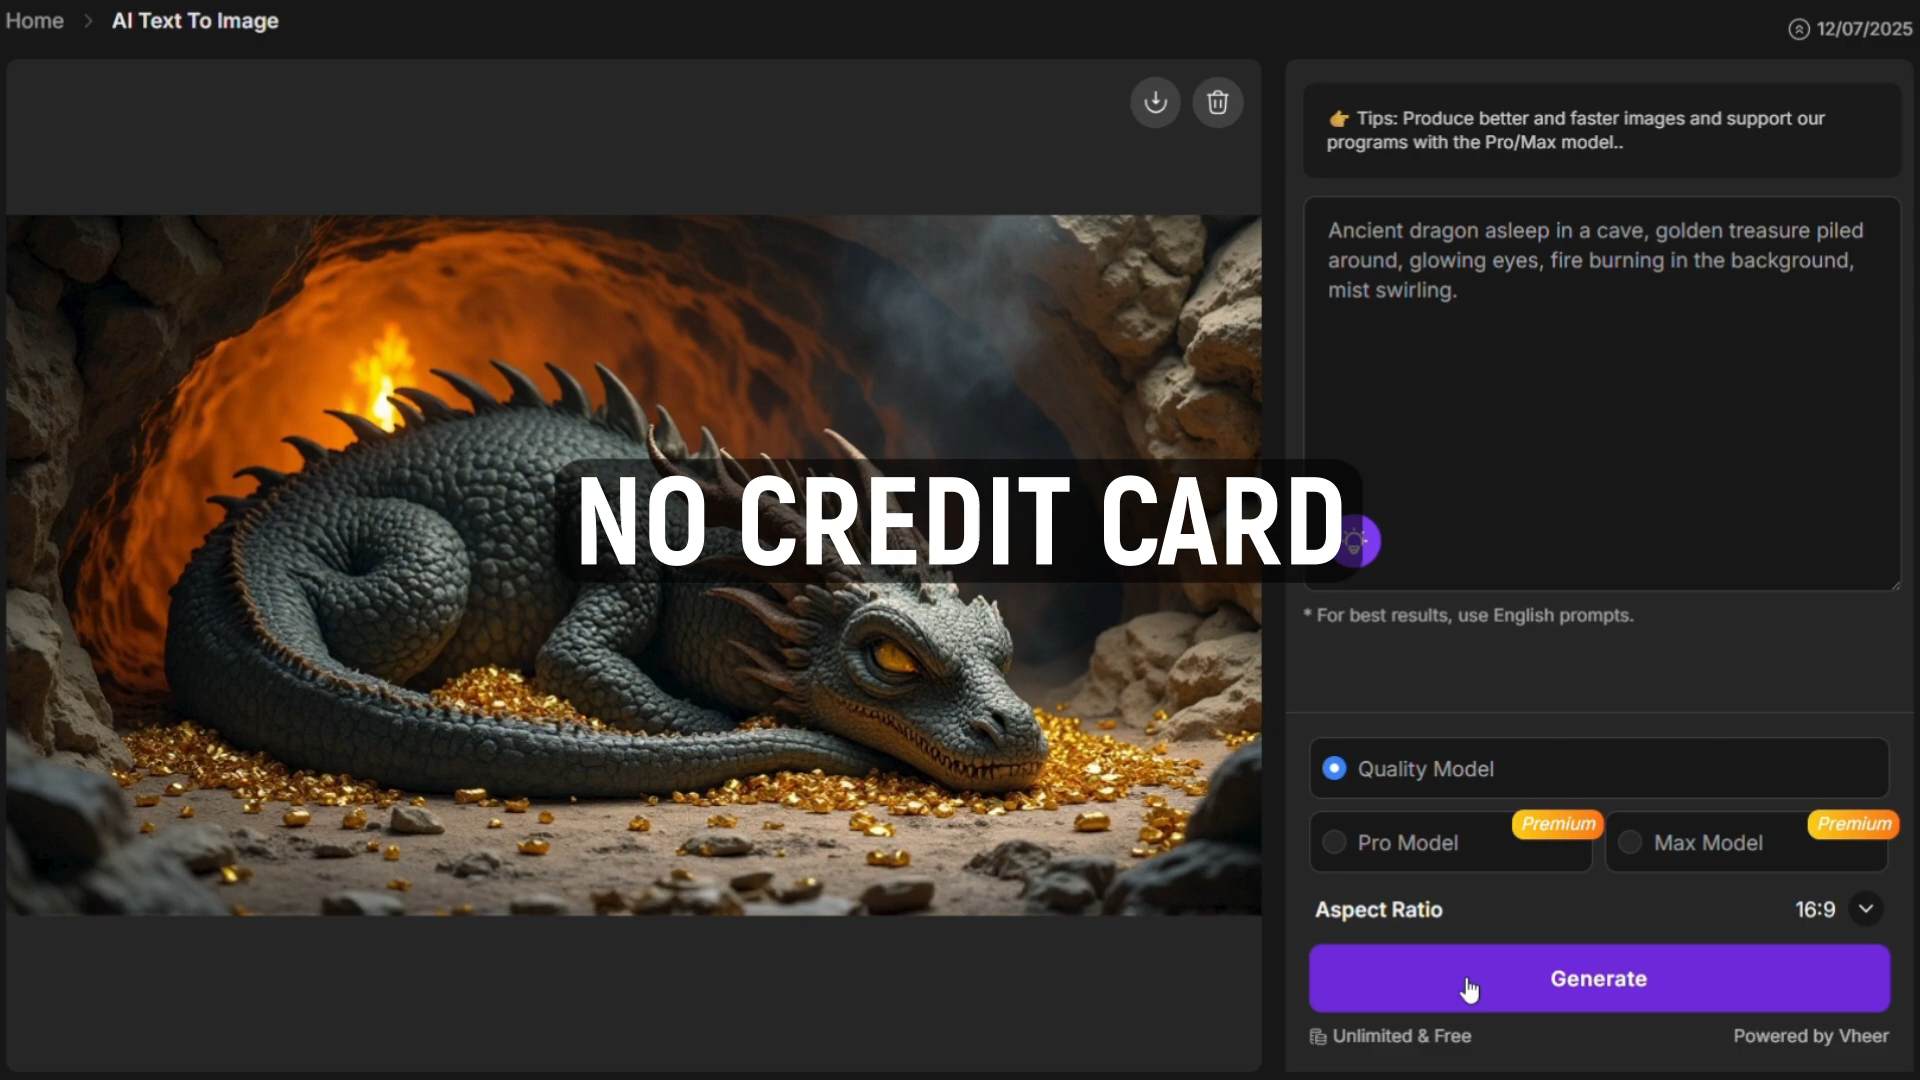 Home > AI Text To Image
12/07/2025
👉 Tips: Produce better and faster images and support our
programs with the Pro/Max model..
Ancient dragon asleep in a cave, golden treasure piled
around, glowing eyes, fire burning in the background,
mist swirling.
NO CREDIT CARD
* For best results, use English prompts.
Quality Model
Premium
Premium
Pro Model
Max Model
Aspect Ratio
16:9
Generate
Unlimited & Free
Powered by Vheer